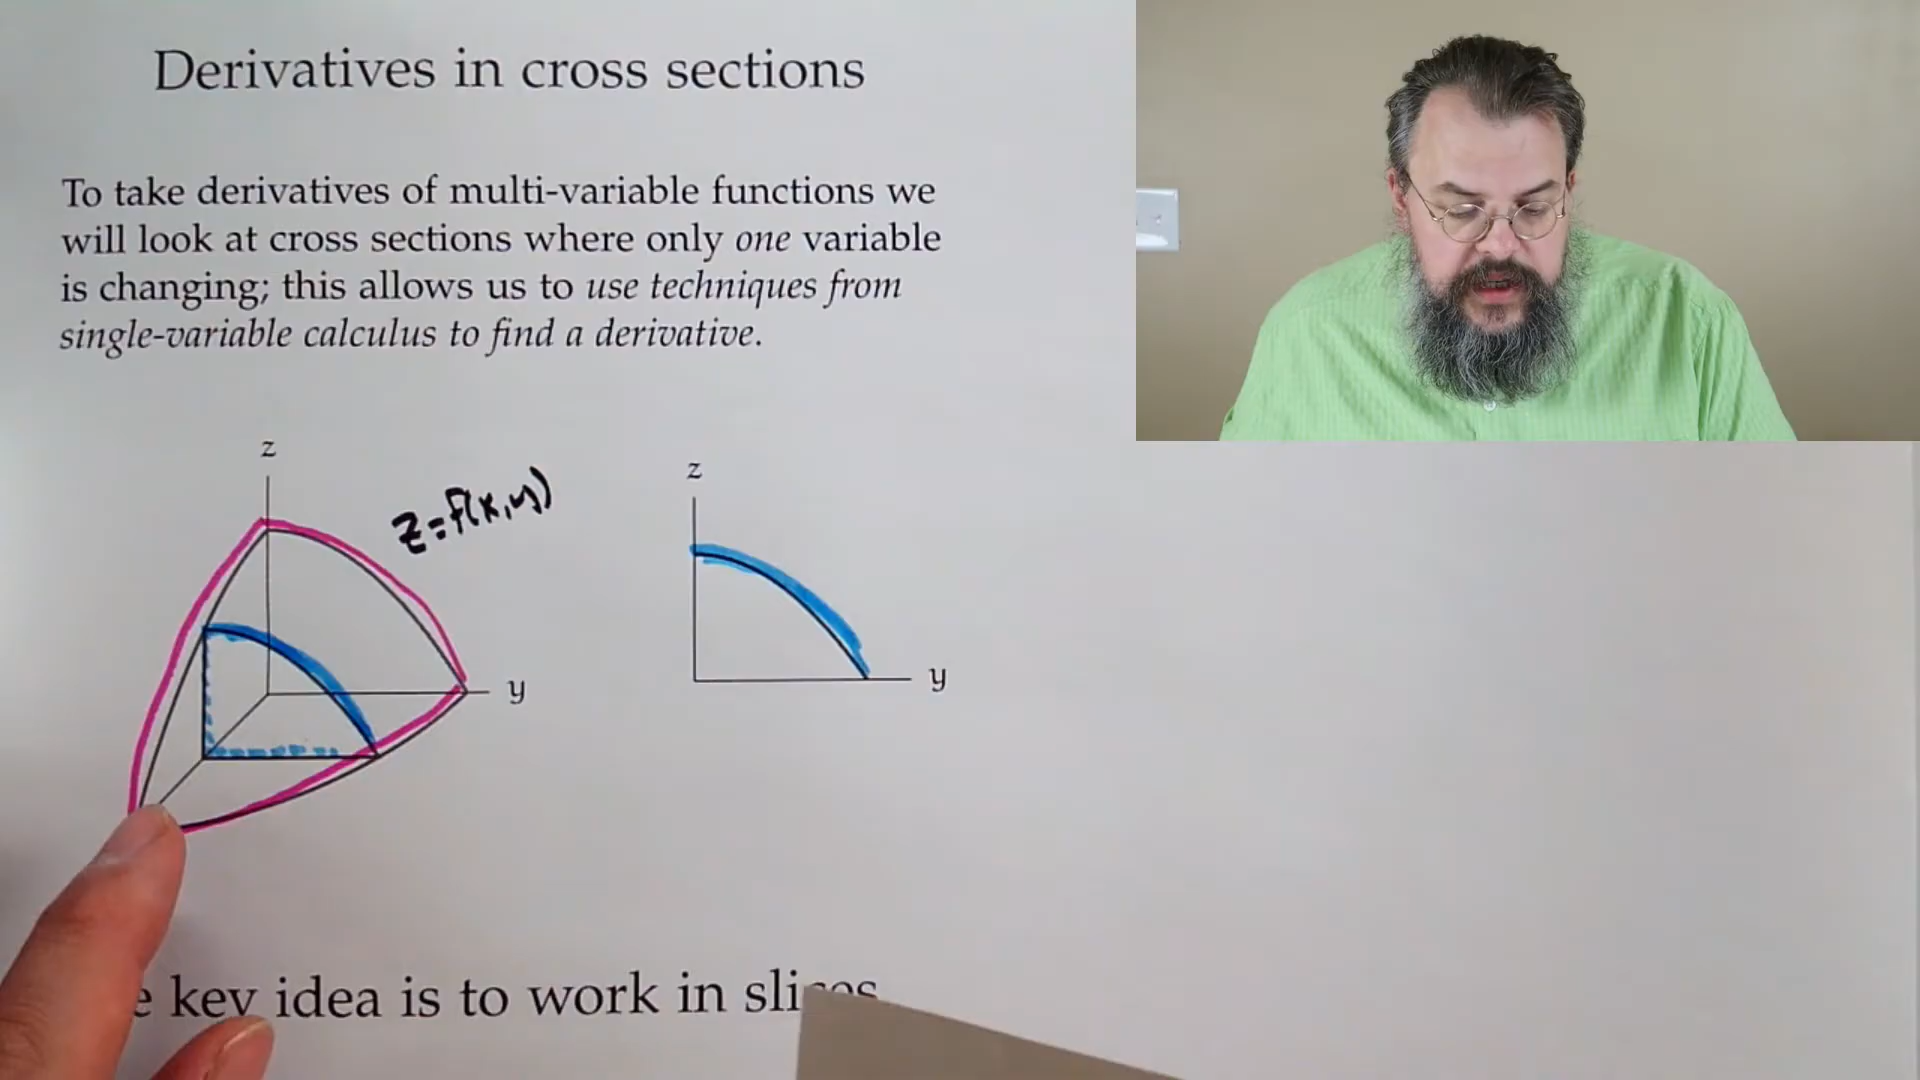 Derivatives in cross sections
To take derivatives of multi-variable functions we
will look at cross sections where only one variable
is changing; this allows us to use techniques from
single-variable calculus to find a derivative.
z
z=f(x,y)
y
z
y
e key idea is to work in slices